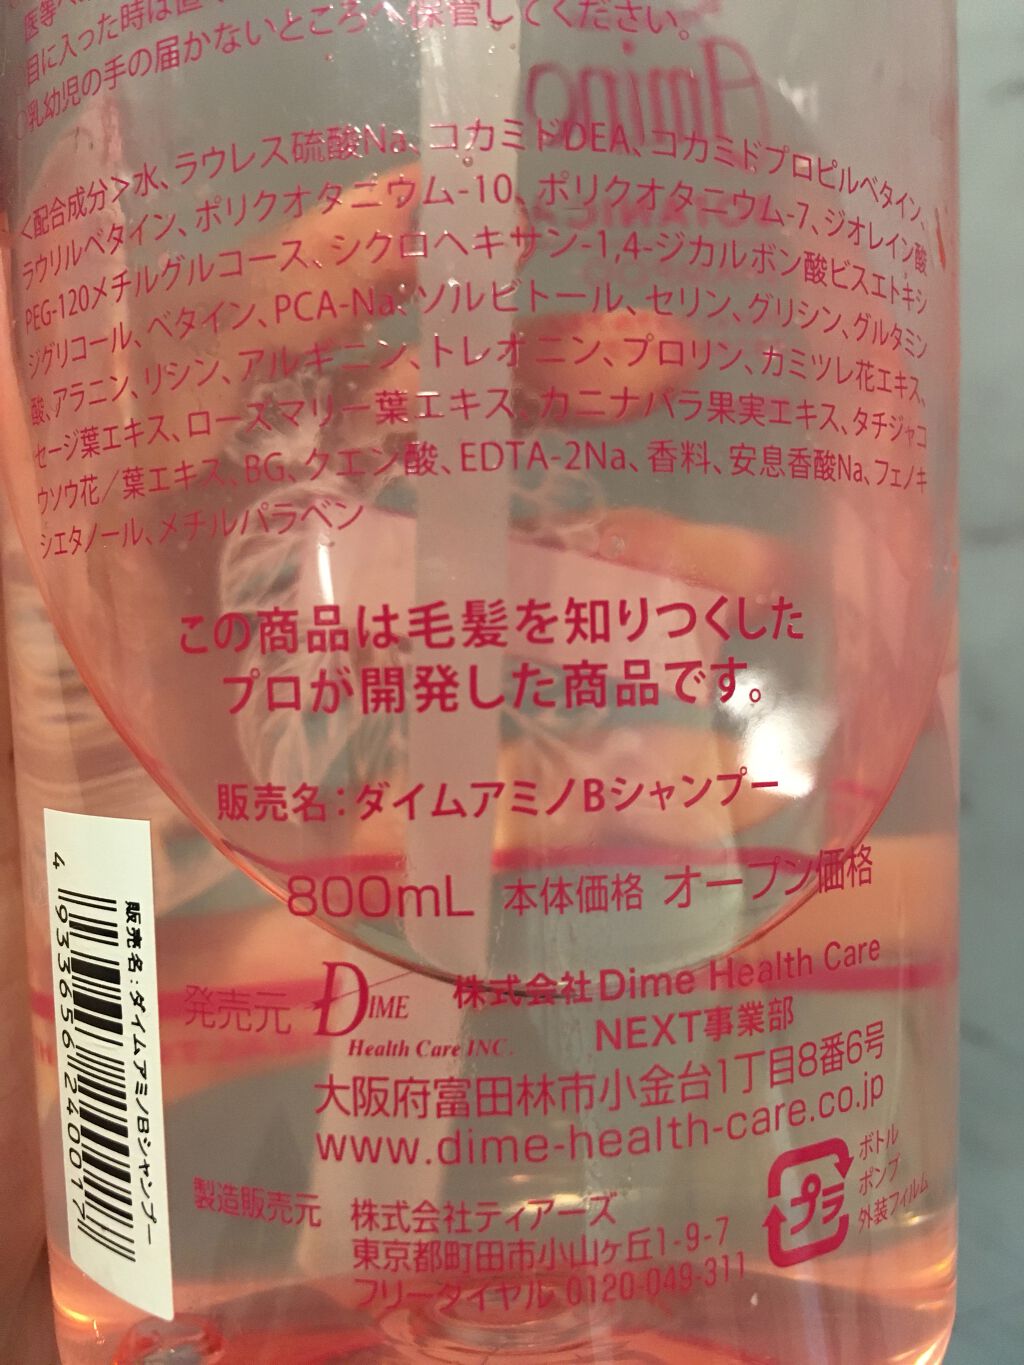 目に入った時は直
乳幼児の手の届かないところへ保管してください。
Amino
<配合成分>水、ラウレス硫酸Na、コカミドDEA、コカミドプロピルベタイン、
ラウリルベタイン、ポリクオタニウム-10、ポリクオタニウム-7、ジオレイン酸
PEG-120メチルグルコース、シクロヘキサン-1,4-ジカルボン酸ビスエトキシ
ジグリコール、ベタイン、PCA-Na、ソルビトール、セリン、グリシン、グルタミン
酸、アラニン、リシン、アルギニン、トレオニン、プロリン、カミツレ花エキス、
セージ葉エキス、ローズマリー葉エキス、カニナバラ果実エキス、タチジャコ
ウソウ花/葉エキス、BG、クエン酸、EDTA-2Na、香料、安息香酸Na、フェノキ
シエタノール、メチルパラベン
この商品は毛髪を知りつくした
プロが開発した商品です。
販売名:ダイムアミノBシャンプー
800mL 本体価格 オープン価格
発売元 DIME Health Care INC. 株式会社Dime Health Care
NEXT事業部
大阪府富田林市小金台1丁目8番6号
www.dime-health-care.co.jp
製造販売元 株式会社ティアーズ
東京都町田市小山ヶ丘1-9-7
フリーダイヤル 0120-049-311
プラ
ボトル
ポンプ
外装フィルム
販売名:ダイムアミノBシャンプー
4 933656 240017